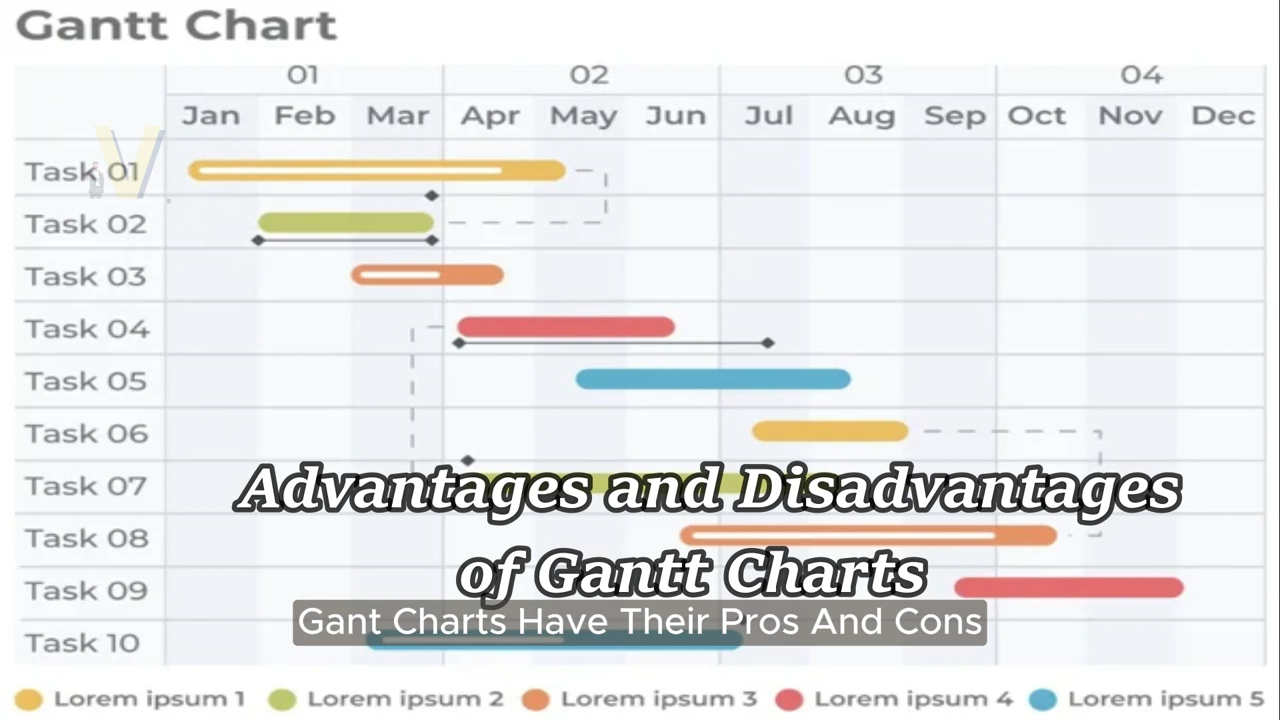 Gantt Chart
01 02 03 04
Jan Feb Mar Apr May Jun Jul Aug Sep Oct Nov Dec
Task 01
V
Task 02
Task 03
Task 04
Task 05
Task 06
Task 07
Advantages and Disadvantages
Task 08
of Gantt Charts
Task 09
Gant Charts Have Their Pros And Cons
Task 10
Lorem ipsum 1 Lorem ipsum 2 Lorem ipsum 3 Lorem ipsum 4 Lorem ipsum 5